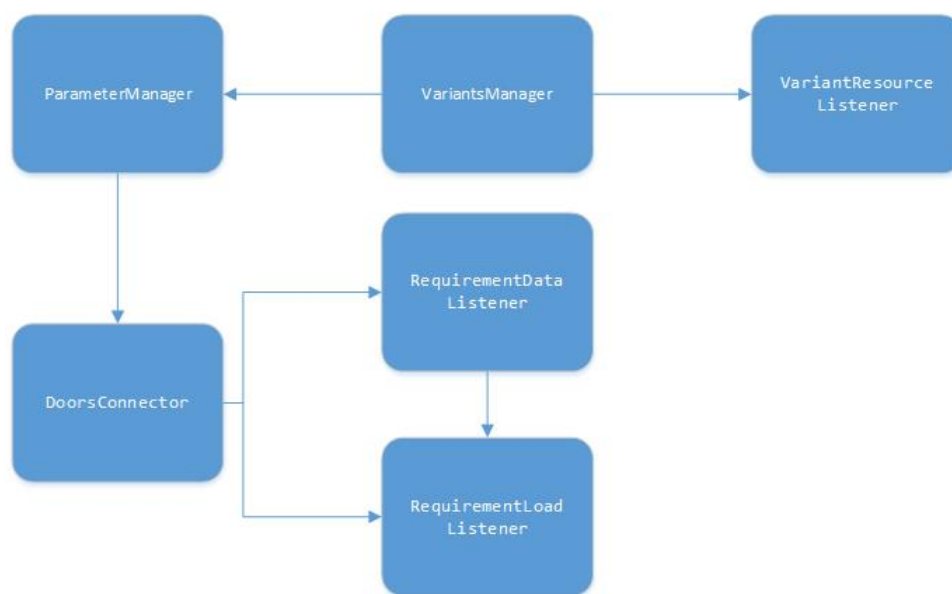 ParameterManager
VariantsManager
VariantResource
Listener
RequirementData
Listener
DoorsConnector
RequirementLoad
Listener